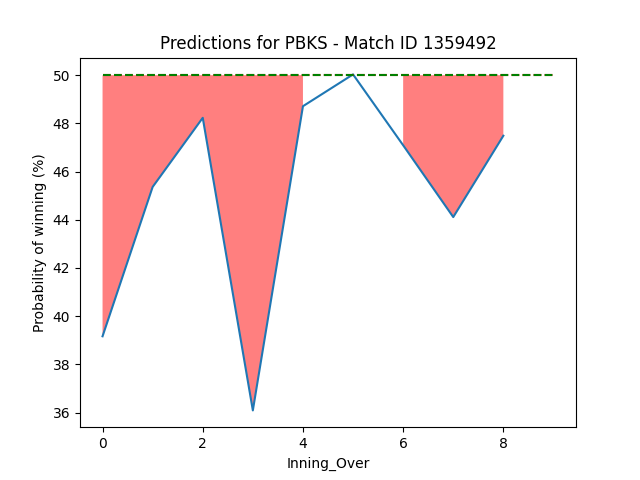 Predictions for PBKS - Match ID 1359492
Probability of winning (%)
50
48
46
44
42
40
38
36
0 2 4 6 8
Inning_Over